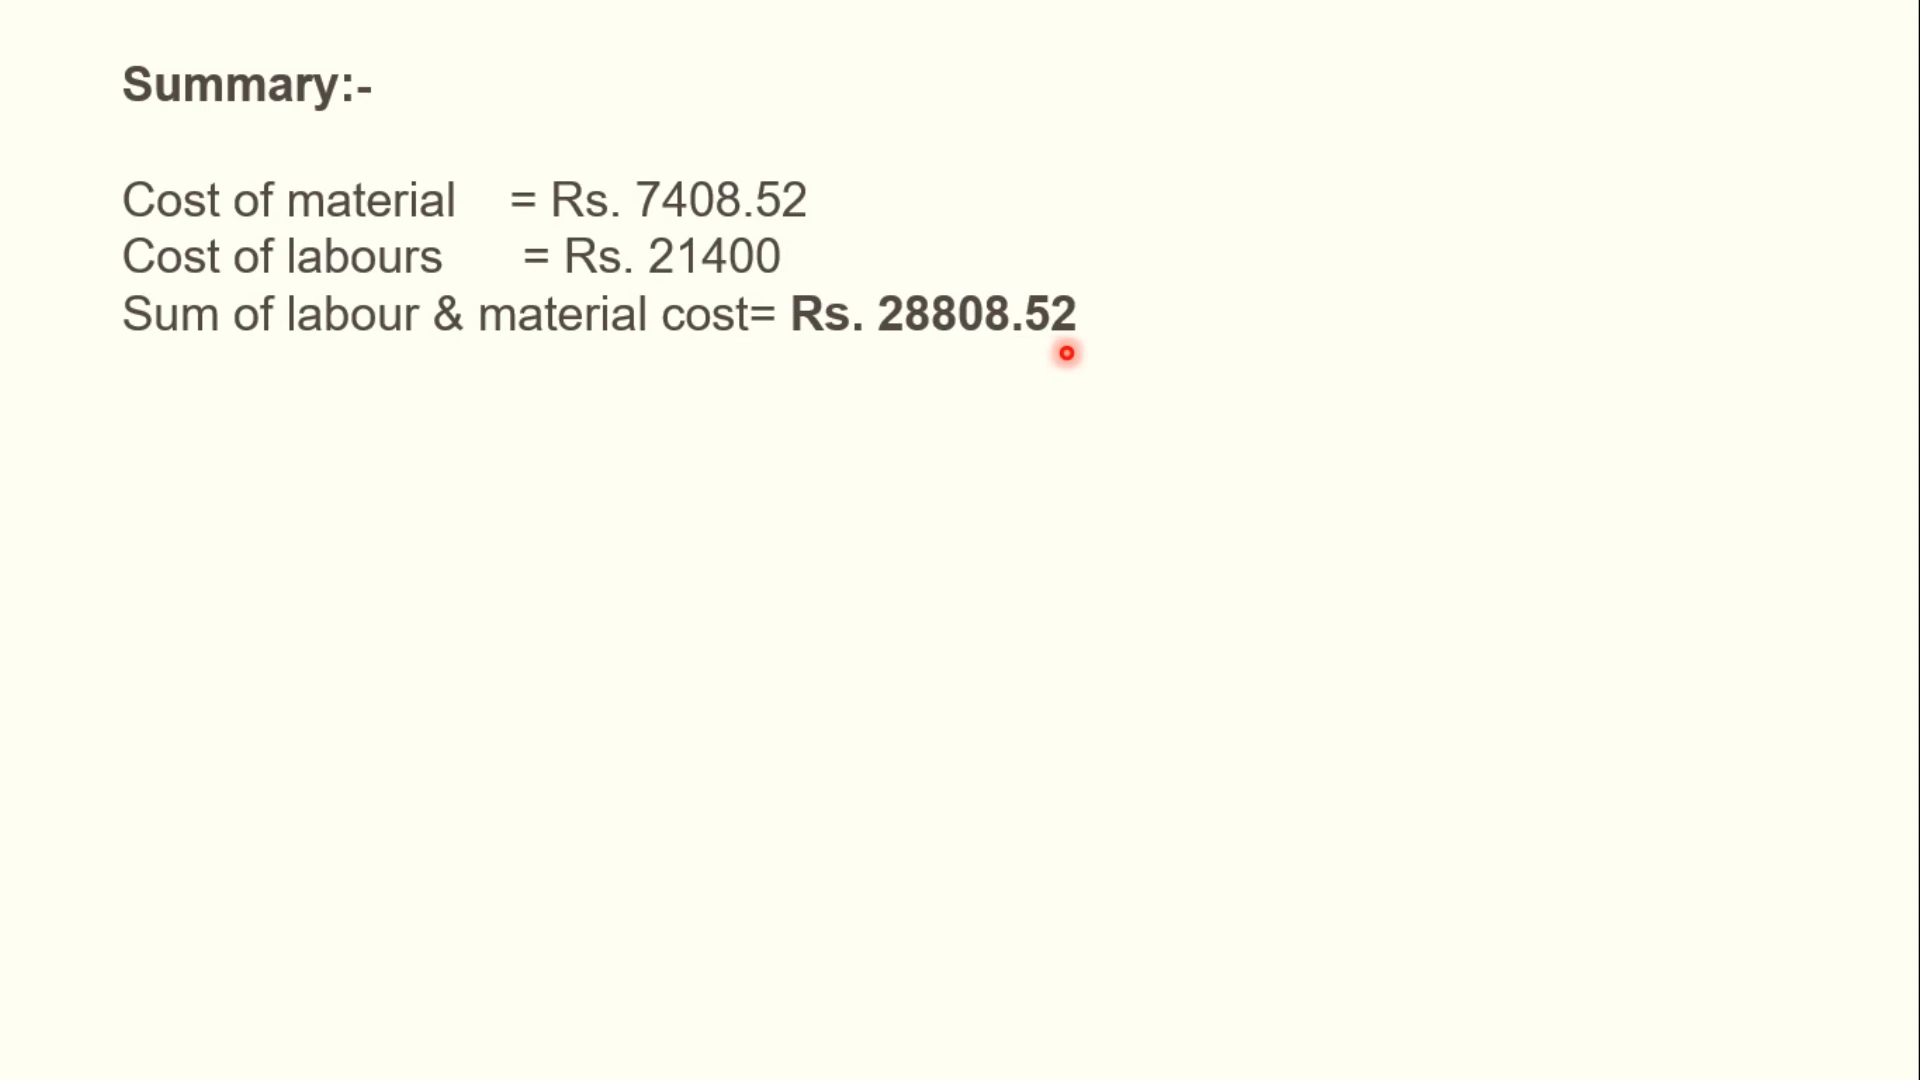 Summary:-
Cost of material = Rs. 7408.52
Cost of labours = Rs. 21400
Sum of labour & material cost= Rs. 28808.52